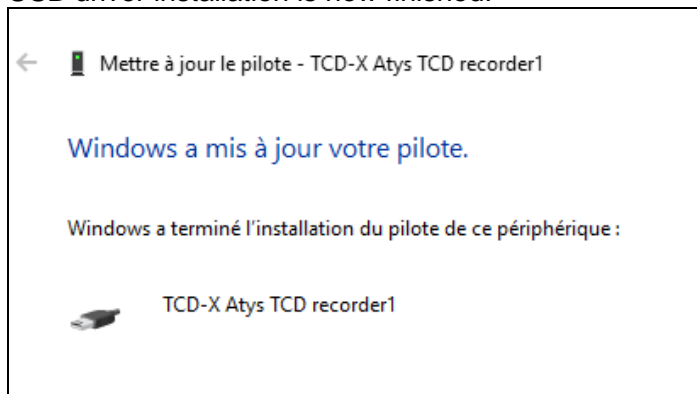 USB driver installation is now finished.
Mettre à jour le pilote - TCD-X Atys TCD recorder1
Windows a mis à jour votre pilote.
Windows a terminé l'installation du pilote de ce périphérique :
TCD-X Atys TCD recorder1